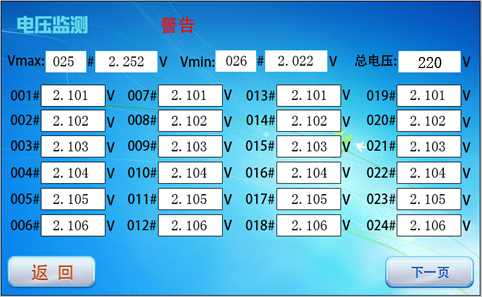 电压监测 警告
Vmax: 025 # 2.252 V Vmin: 026 # 2.022 V 总电压: 220 V
001# 2.101 V 007# 2.101 V 013# 2.101 V 019# 2.101 V
002# 2.102 V 008# 2.102 V 014# 2.102 V 020# 2.102 V
003# 2.103 V 009# 2.103 V 015# 2.103 V 021# 2.103 V
004# 2.104 V 010# 2.104 V 016# 2.104 V 022# 2.104 V
005# 2.105 V 011# 2.105 V 017# 2.105 V 023# 2.105 V
006# 2.106 V 012# 2.106 V 018# 2.106 V 024# 2.106 V
返 回 下一页